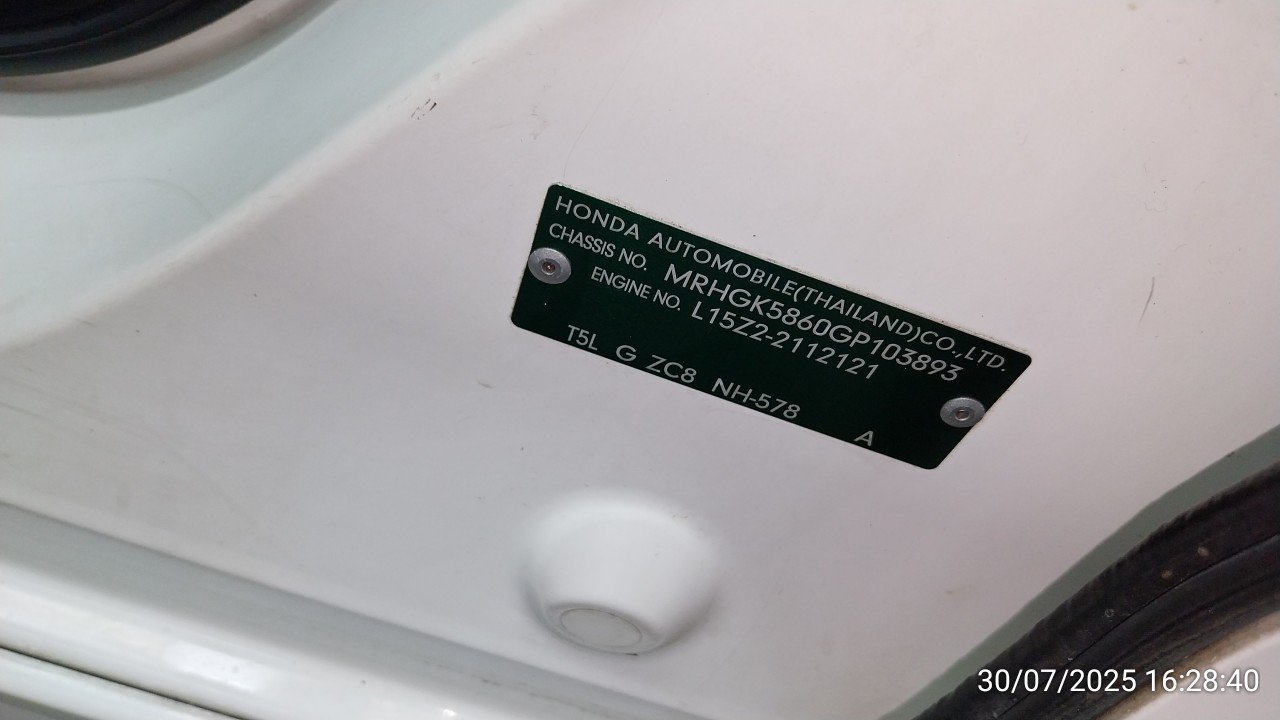 HONDA AUTOMOBILE(THAILAND)CO.,LTD.
CHASSIS NO. MRHGK5860GP103893
ENGINE NO. L15Z2-2112121
T5L G ZC8 NH-578
A
30/07/2025 16:28:40